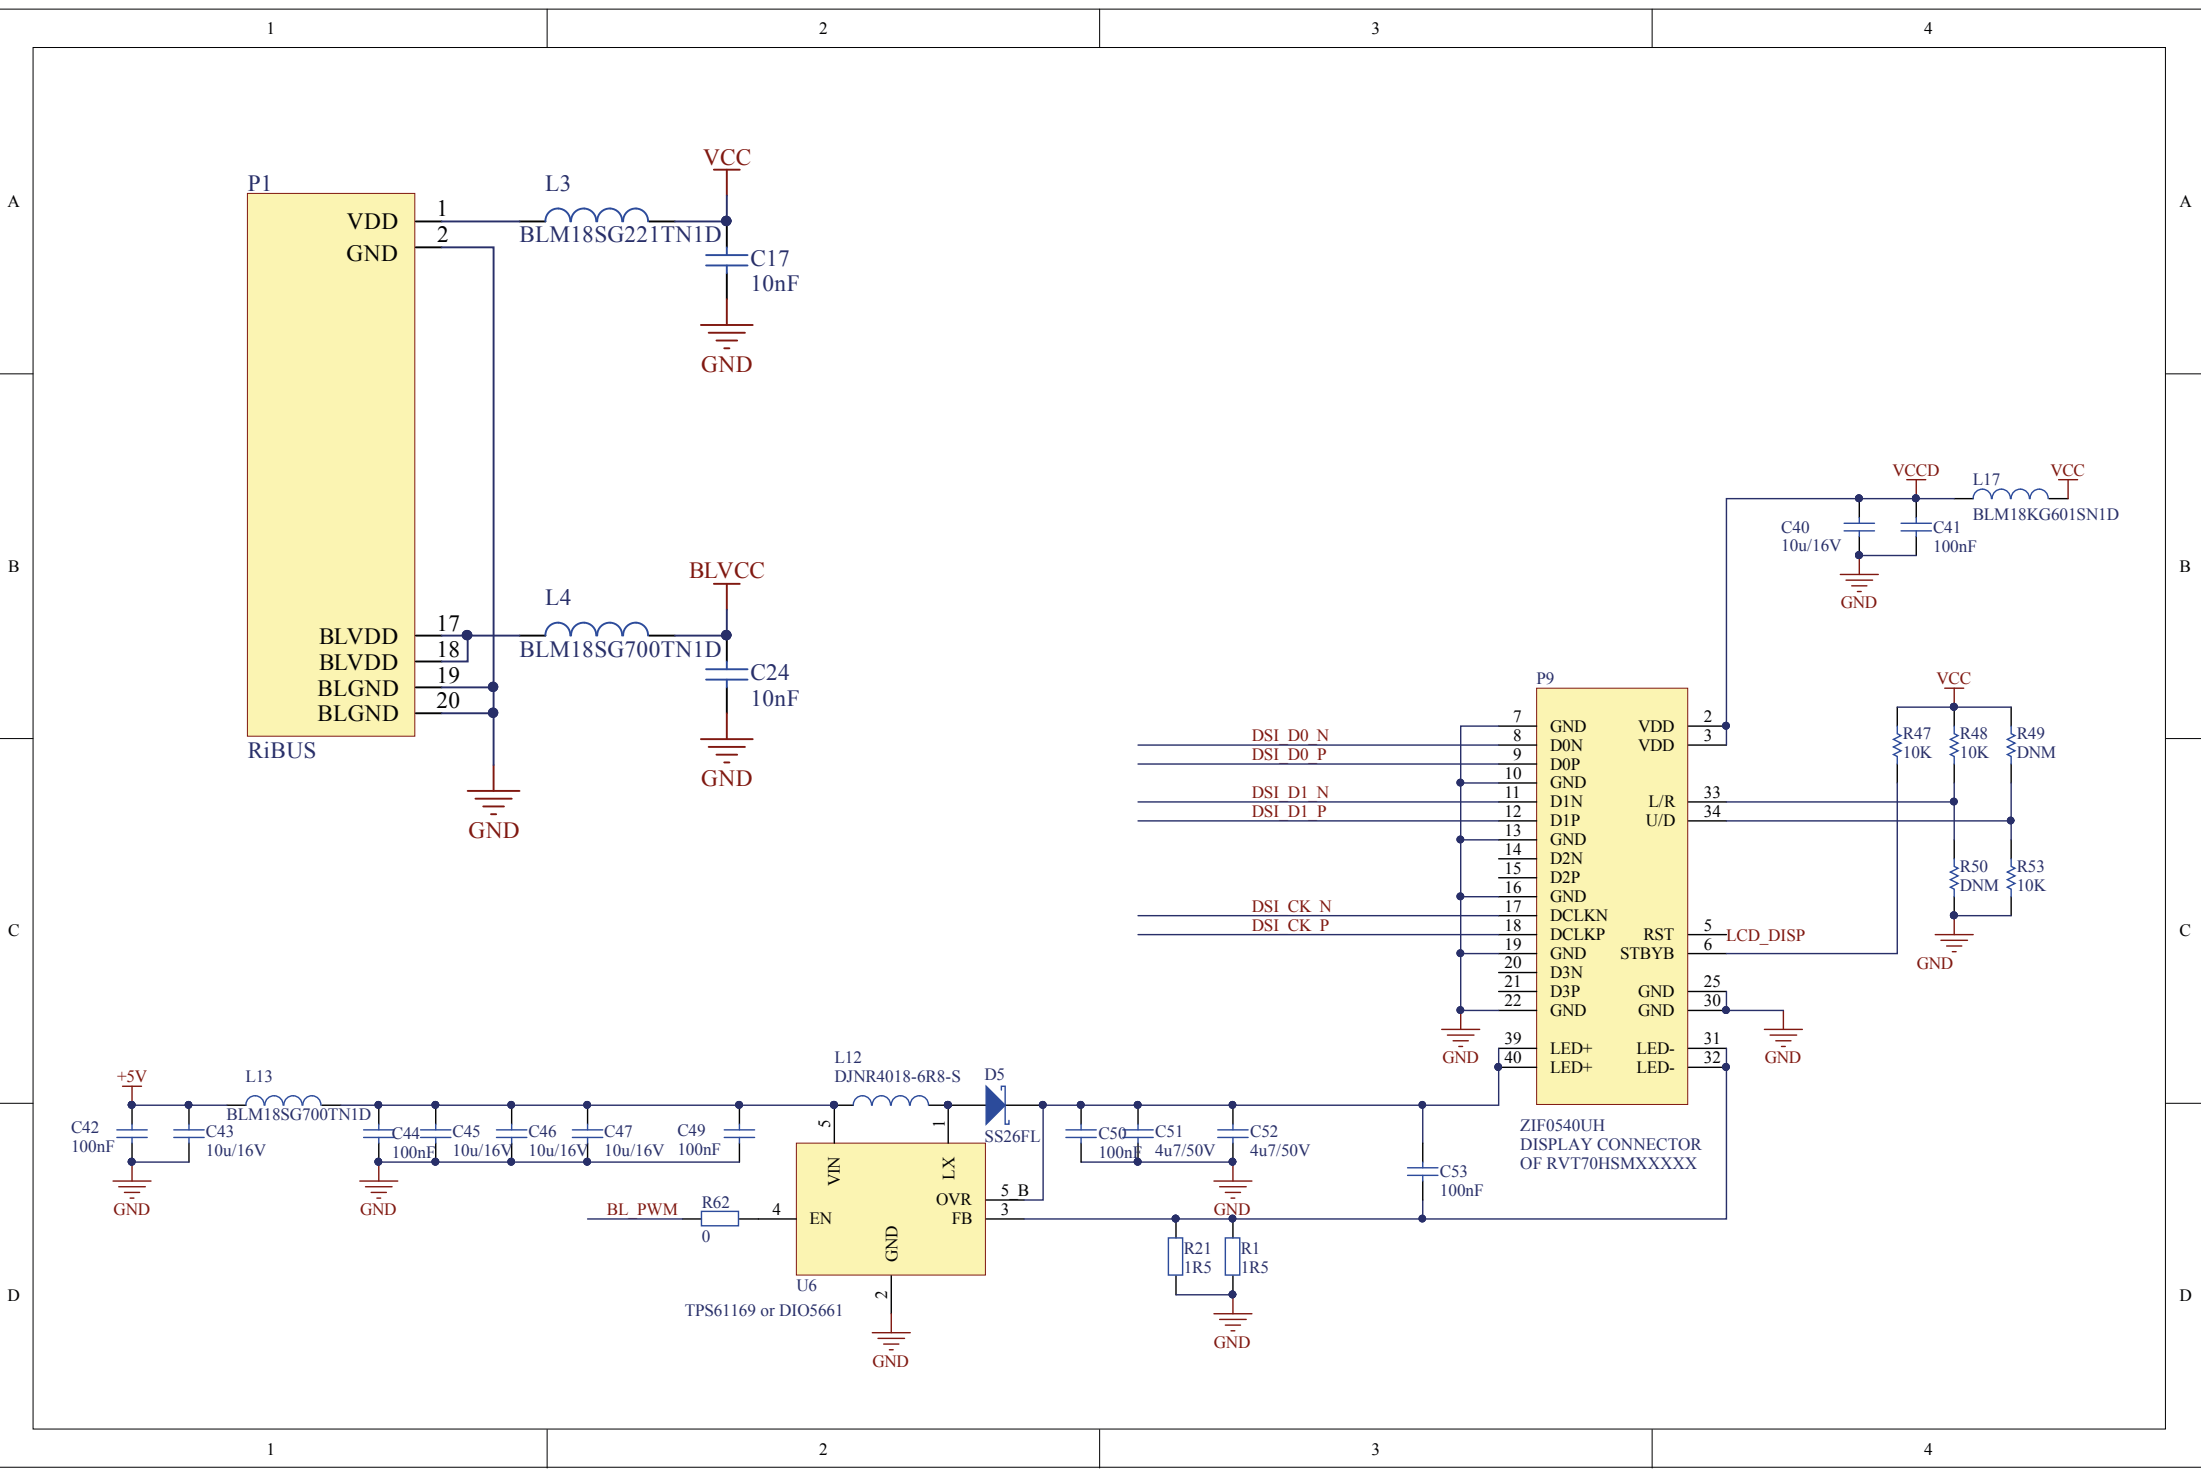 1 2 3 4
A A
B B
C C
D D
1 2 3 4
P1
VDD 1
GND 2
BLVDD 17
BLVDD 18
BLGND 19
BLGND 20
RiBUS
GND
L3
BLM18SG221TN1D
VCC
C17
10nF
GND
L4
BLM18SG700TN1D
BLVCC
C24
10nF
GND
VCCD
L17
VCC
BLM18KG601SN1D
C40
10u/16V
C41
100nF
GND
P9
7 GND
8 D0N
9 D0P
10 GND
11 D1N
12 D1P
13 GND
14 D2N
15 D2P
16 GND
17 DCLKN
18 DCLKP
19 GND
20 D3N
21 D3P
22 GND
39 LED+
40 LED+
VDD 2
VDD 3
L/R 33
U/D 34
RST 5
STBYB 6
GND 25
GND 30
LED- 31
LED- 32
DSI_D0_N
DSI_D0_P
DSI_D1_N
DSI_D1_P
DSI_CK_N
DSI_CK_P
GND
LCD_DISP
GND
ZIF0540UH
DISPLAY CONNECTOR
OF RVT70HSMXXXXX
VCC
R47
10K
R48
10K
R49
DNM
R50
DNM
R53
10K
GND
+5V
L13
BLM18SG700TN1D
C42
100nF
C43
10u/16V
GND
C44
100nF
C45
10u/16V
C46
10u/16V
C47
10u/16V
C49
100nF
GND
L12
DJNR4018-6R8-S
D5
SS26FL
5 VIN
1 LX
OVR 5 B
FB 3
4 EN
GND 2
BL_PWM
R62
0
U6
TPS61169 or DIO5661
GND
C50
100nF
C51
4u7/50V
C52
4u7/50V
GND
C53
100nF
R21
1R5
R1
1R5
GND